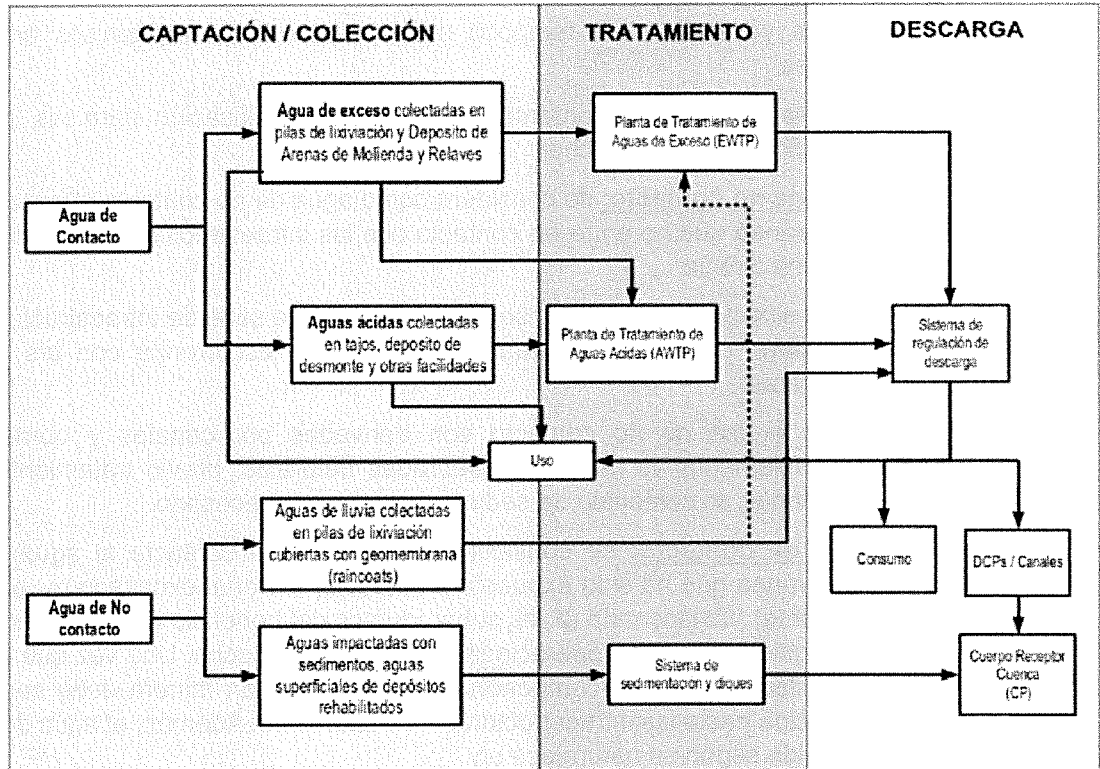 CAPTACIÓN / COLECCIÓN
TRATAMIENTO
DESCARGA
Agua de exceso colectadas en
pilas de lixiviación y Deposito de
Arenas de Molienda y Relaves
Planta de Tratamiento de
Aguas de Exceso (EWTP)
Agua de
Contacto
Aguas ácidas colectadas
en tajos, deposito de
desmonte y otras facilidades
Planta de Tratamiento de
Aguas Acidas (AWTP)
Sistema de
regulación de
descarga
Uso
Aguas de lluvia colectadas
en pilas de lixiviación
cubiertas con geomembrana
(raincoats)
Consumo
DCPs / Canales
Agua de No
contacto
Aguas impactadas con
sedimentos, aguas
superficiales de depósitos
rehabilitados
Sistema de
sedimentación y diques
Cuerpo Receptor
Cuenca
(CP)